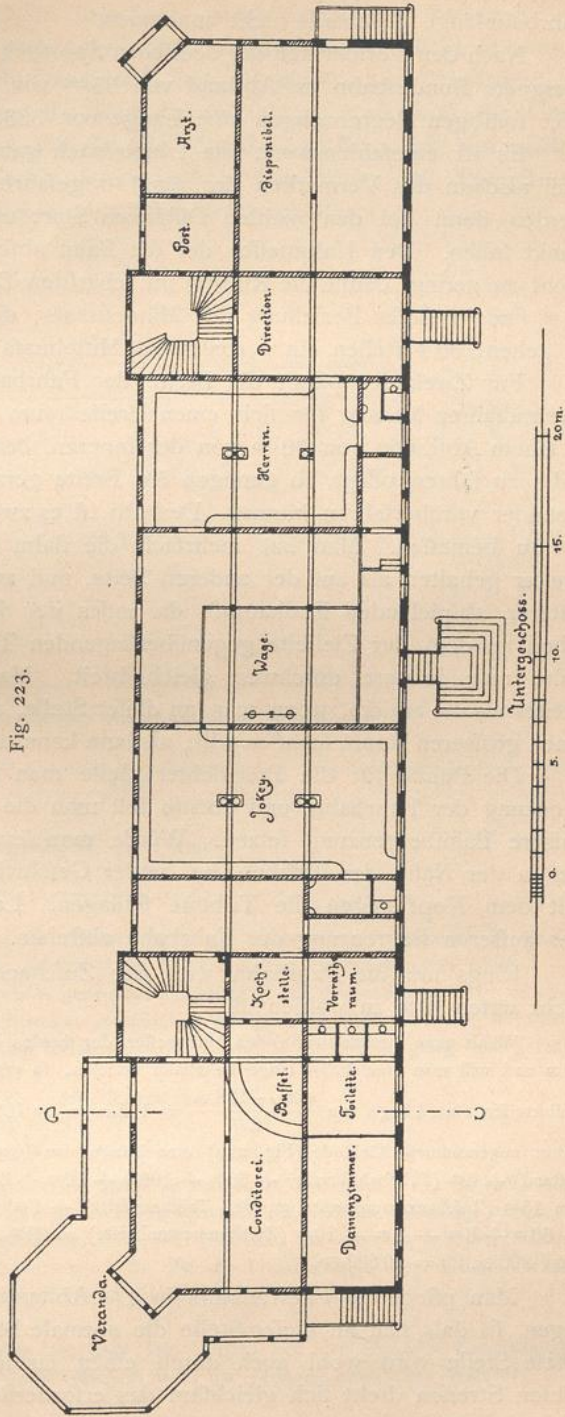 Fig. 223.
Arzt.
Post.
Disponibel.
Direction.
Herren.
Wage.
Jokey.
Koch-
stelle.
Vorraths
raum.
Buffet.
Toilette.
Conditorei.
Damenzimmer.
Veranda.
Untergeschoss.
0. 5. 10. 15. 20 m.